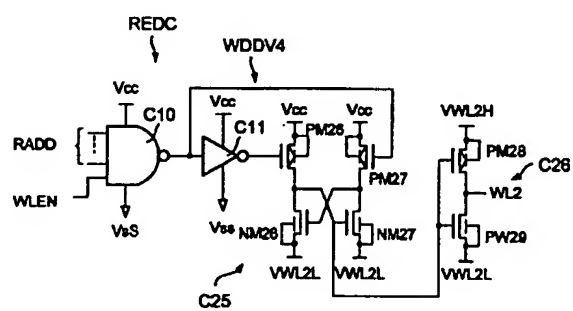 REDC
WDDV4
Vcc
C10
Vcc
C11
Vcc
PM26
Vcc
VWL2H
RADD
PM27
PM28
C26
WLEN
WL2
VsS
Vss
NM26
NM27
PW29
VWL2L
VWL2L
VWL2L
C25